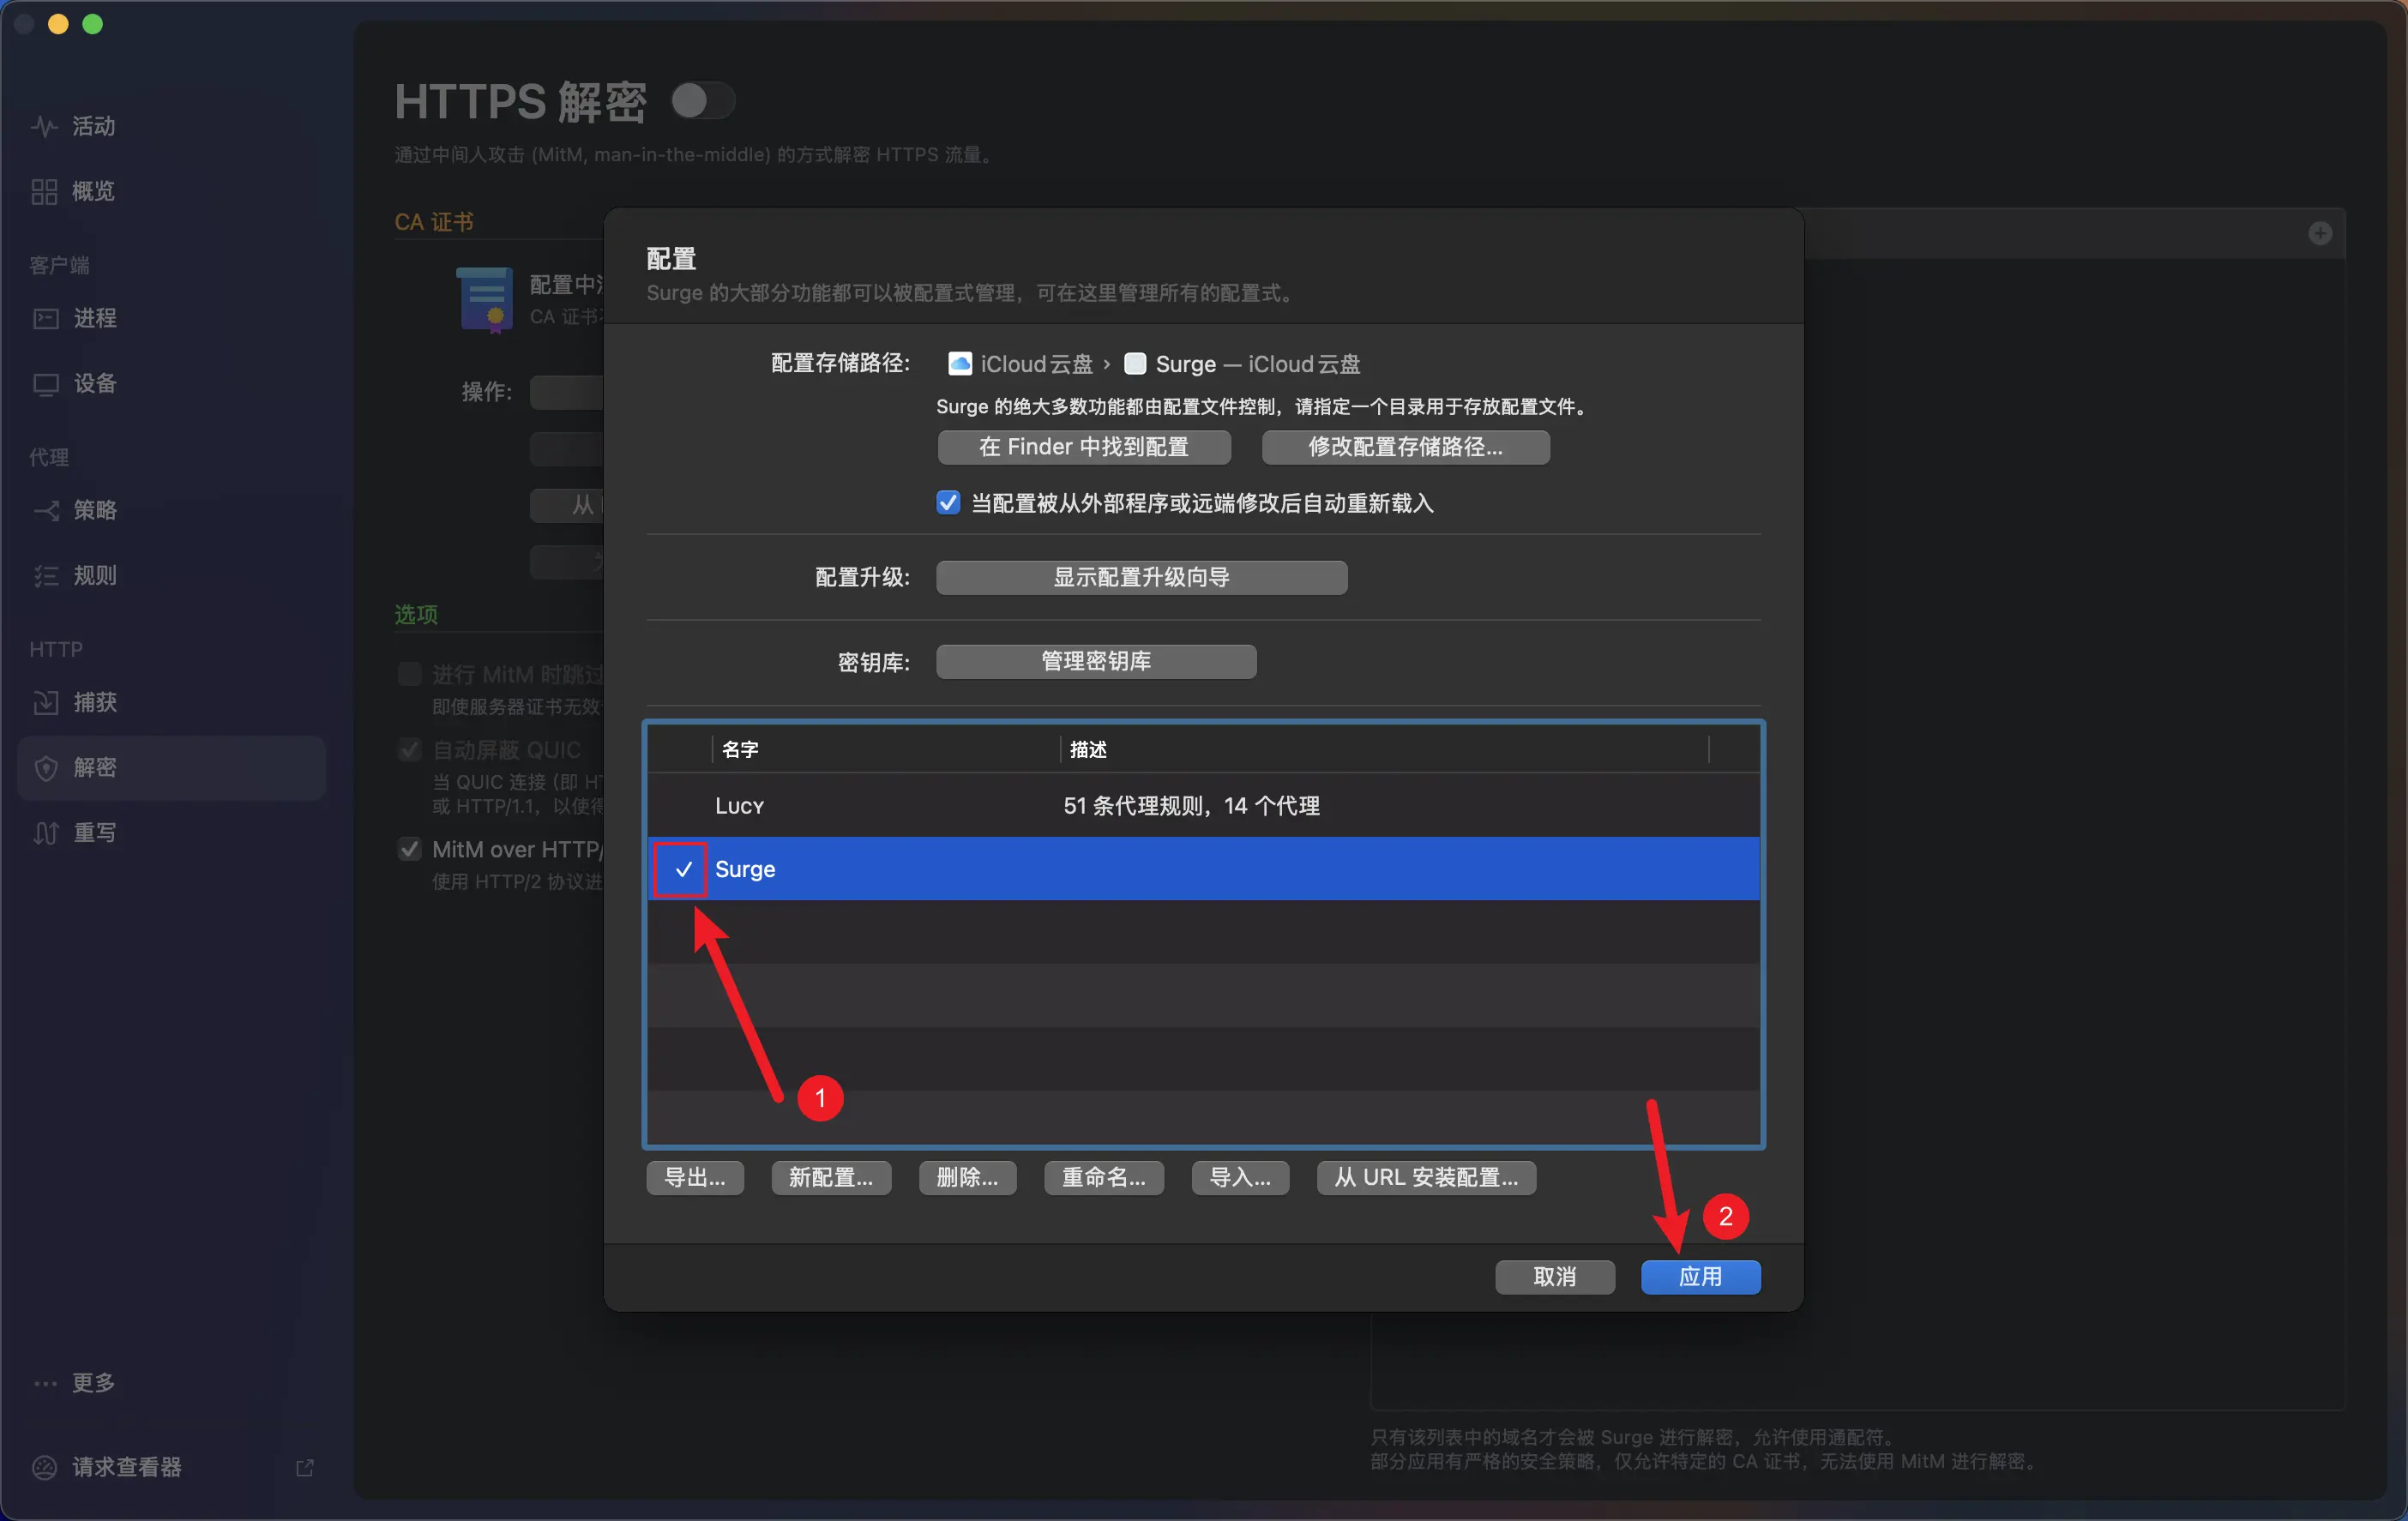 HTTPS 解密
通过中间人攻击 (MitM, man-in-the-middle) 的方式解密 HTTPS 流量。
活动
概览
客户端
进程
设备
代理
策略
规则
HTTP
捕获
解密
重写
更多
请求查看器
CA 证书
配置中
CA 证书
操作:
从
选项
进行 MitM 时跳过
即使服务器证书无效
自动屏蔽 QUIC
当 QUIC 连接 (即 HT
或 HTTP/1.1，以使得
MitM over HTTP/
使用 HTTP/2 协议进
配置
Surge 的大部分功能都可以被配置式管理，可在这里管理所有的配置式。
配置存储路径: iCloud云盘 › Surge — iCloud云盘
Surge 的绝大多数功能都由配置文件控制，请指定一个目录用于存放配置文件。
在 Finder 中找到配置 修改配置存储路径...
当配置被从外部程序或远端修改后自动重新载入
配置升级: 显示配置升级向导
密钥库: 管理密钥库
名字 描述
Lucy 51 条代理规则，14 个代理
Surge
1
导出... 新配置... 删除... 重命名... 导入... 从 URL 安装配置...
2
取消 应用
只有该列表中的域名才会被 Surge 进行解密，允许使用通配符。
部分应用有严格的安全策略，仅允许特定的 CA 证书，无法使用 MitM 进行解密。